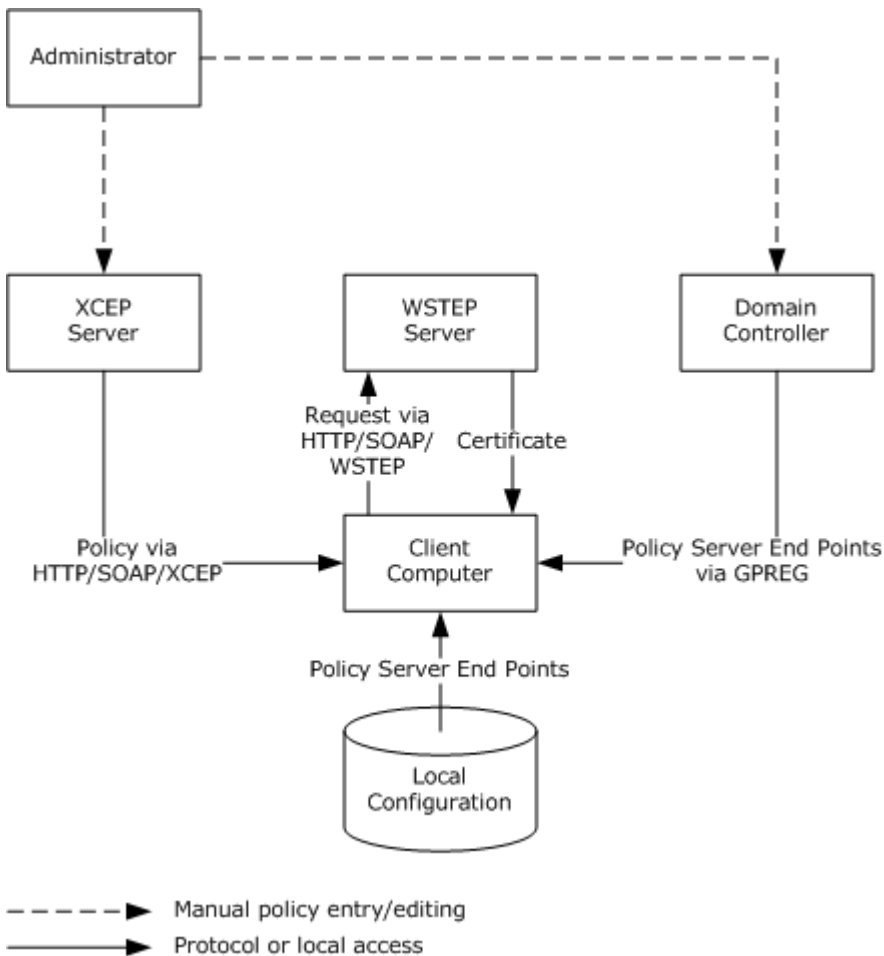 Administrator
XCEP
Server
WSTEP
Server
Domain
Controller
Request via
HTTP/SOAP/
WSTEP
Certificate
Policy via
HTTP/SOAP/XCEP
Client
Computer
Policy Server End Points
via GPREG
Policy Server End Points
Local
Configuration
Manual policy entry/editing
Protocol or local access